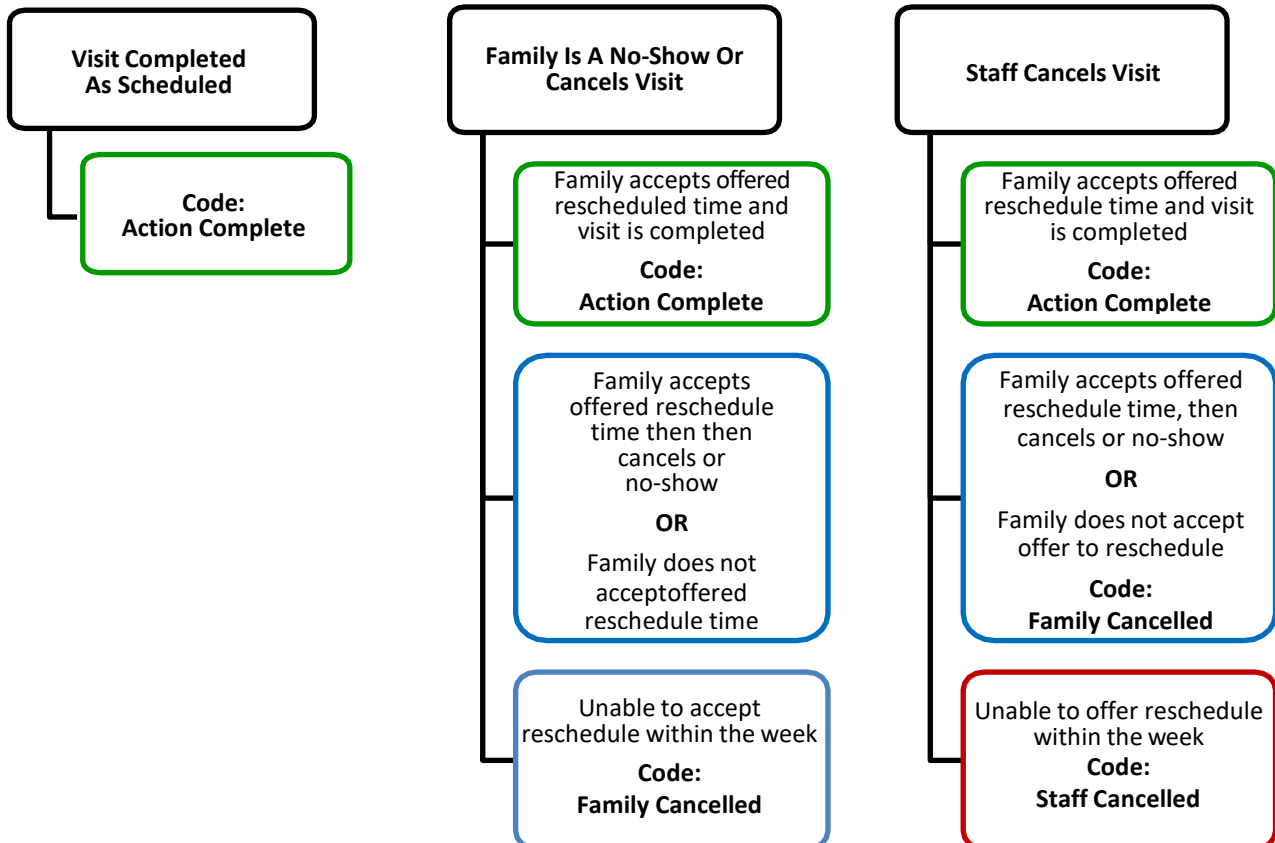 Visit Completed
As Scheduled
Code:
Action Complete
Family Is A No-Show Or
Cancels Visit
Family accepts offered
rescheduled time and
visit is completed
Code:
Action Complete
Family accepts
offered reschedule
time then then
cancels or
no-show
OR
Family does not
acceptoffered
reschedule time
Unable to accept
reschedule within the week
Code:
Family Cancelled
Staff Cancels Visit
Family accepts offered
reschedule time and visit
is completed
Code:
Action Complete
Family accepts offered
reschedule time, then
cancels or no-show
OR
Family does not accept
offer to reschedule
Code:
Family Cancelled
Unable to offer reschedule
within the week
Code:
Staff Cancelled